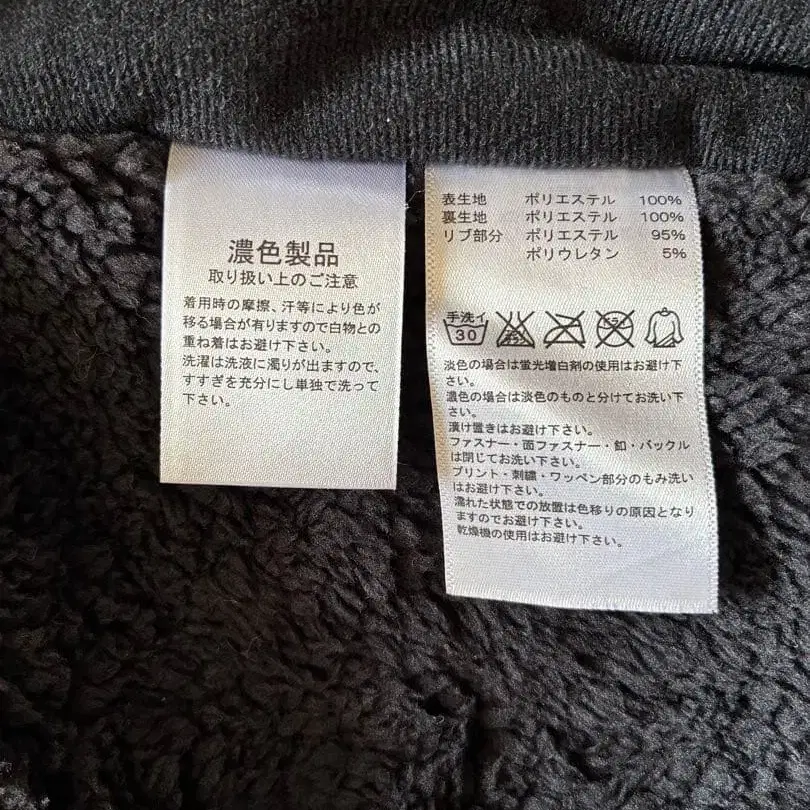 濃色製品
取り扱い上のご注意
着用時の摩擦、汗等により色が
移る場合が有りますので白物との
重ね着はお避け下さい。
洗濯は洗液に濁りが出ますので、
すすぎを充分にし単独で洗って
下さい。
表生地 ポリエステル 100%
裏生地 ポリエステル 100%
リブ部分 ポリエステル 95%
ポリウレタン 5%
手洗イ
30
淡色の場合は蛍光増白剤の使用はお避け下
さい。
濃色の場合は淡色のものと分けてお洗い下
さい。
漬け置きはお避け下さい。
ファスナー・面ファスナー・釦・バックル
は閉じてお洗い下さい。
プリント・刺繍・ワッペン部分のもみ洗い
はお避け下さい。
濡れた状態での放置は色移りの原因となり
ますのでお避け下さい。
乾燥機の使用はお避け下さい。